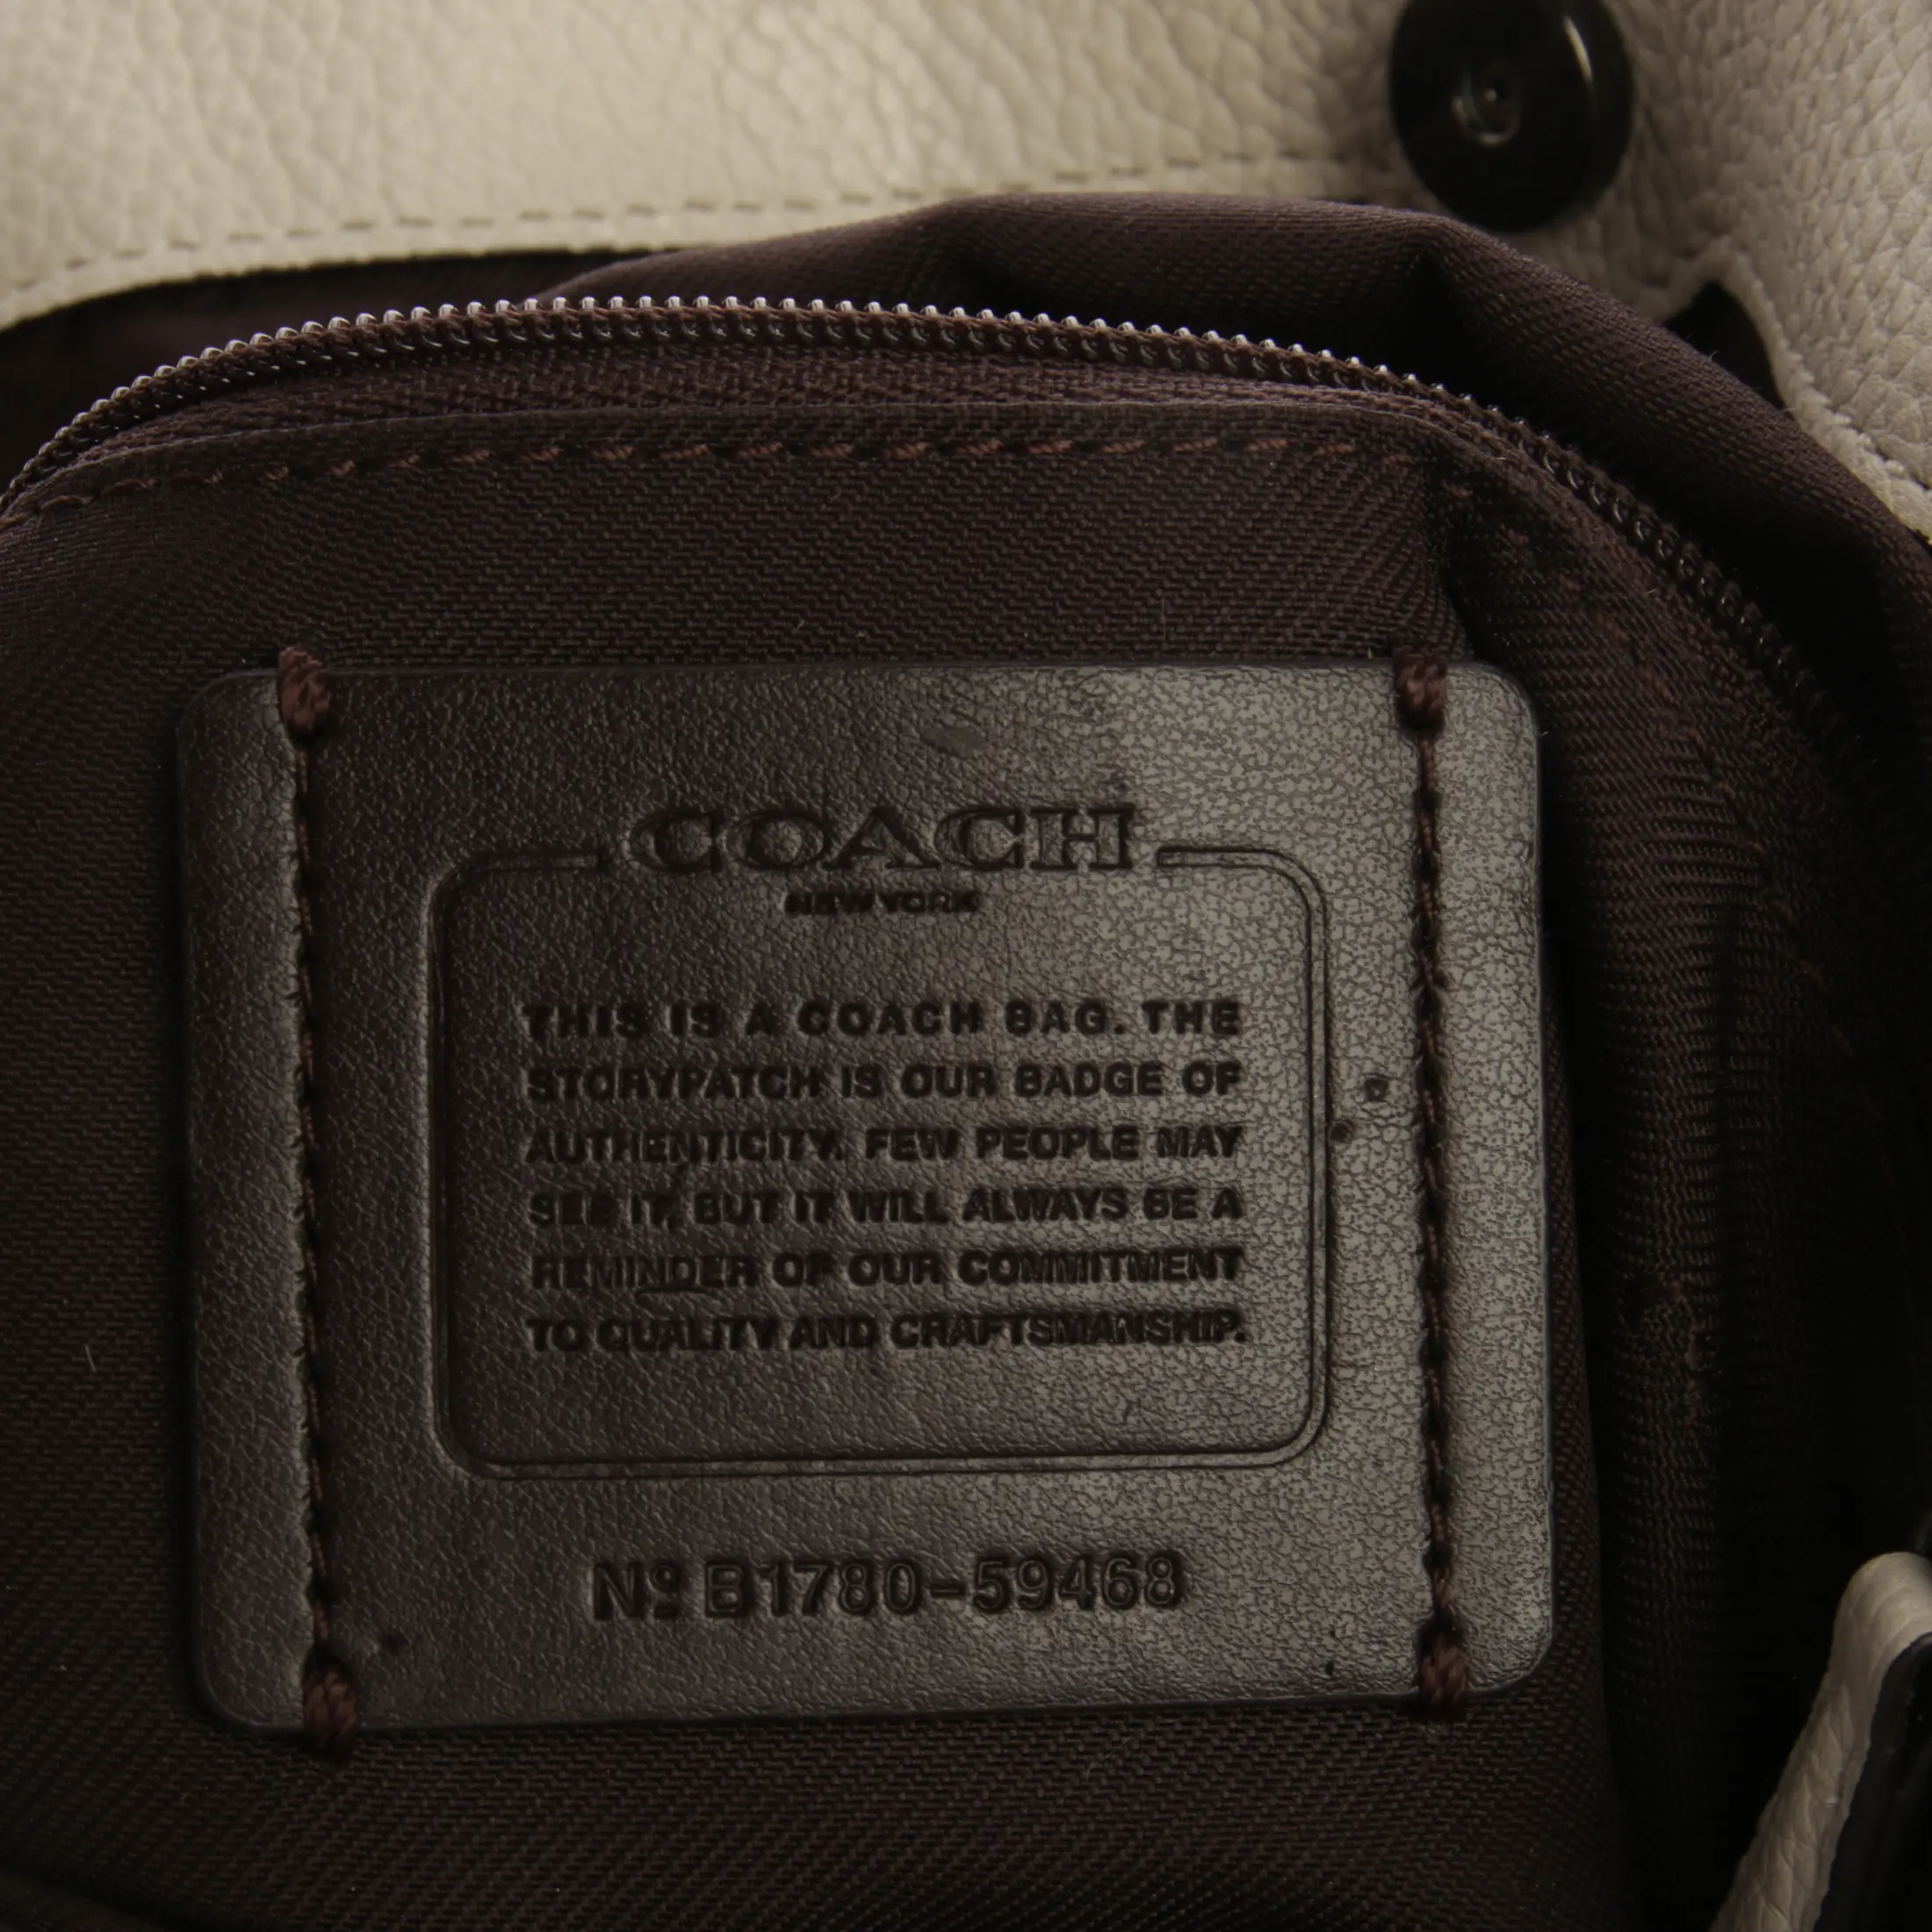 COACH
NEW YORK
THIS IS A COACH BAG. THE
STORYPATCH IS OUR BADGE OF
AUTHENTICITY. FEW PEOPLE MAY
SEE IT, BUT IT WILL ALWAYS BE A
REMINDER OF OUR COMMITMENT
TO QUALITY AND CRAFTSMANSHIP.
Nº B1780-59468